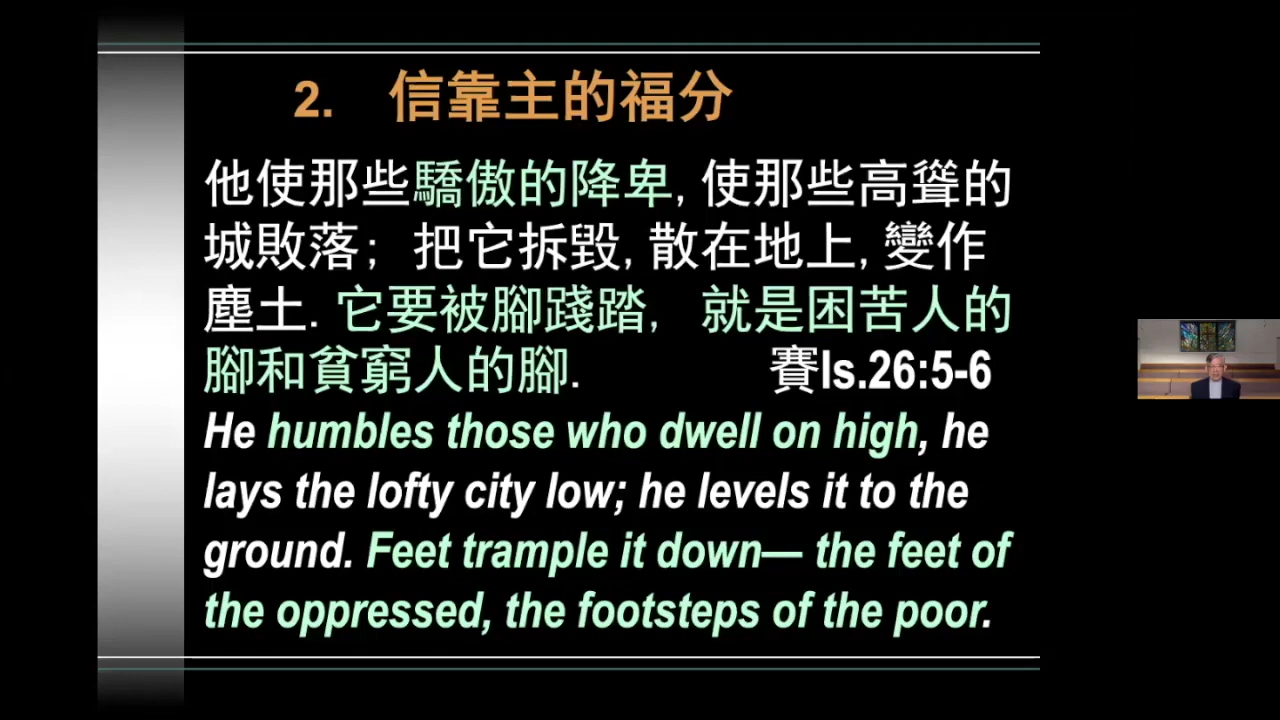 2. 信靠主的福分
他使那些驕傲的降卑, 使那些高聳的
城敗落; 把它拆毀, 散在地上, 變作
塵土. 它要被腳踐踏, 就是困苦人的
腳和貧窮人的腳. 賽Is.26:5-6
He humbles those who dwell on high, he
lays the lofty city low; he levels it to the
ground. Feet trample it down— the feet of
the oppressed, the footsteps of the poor.